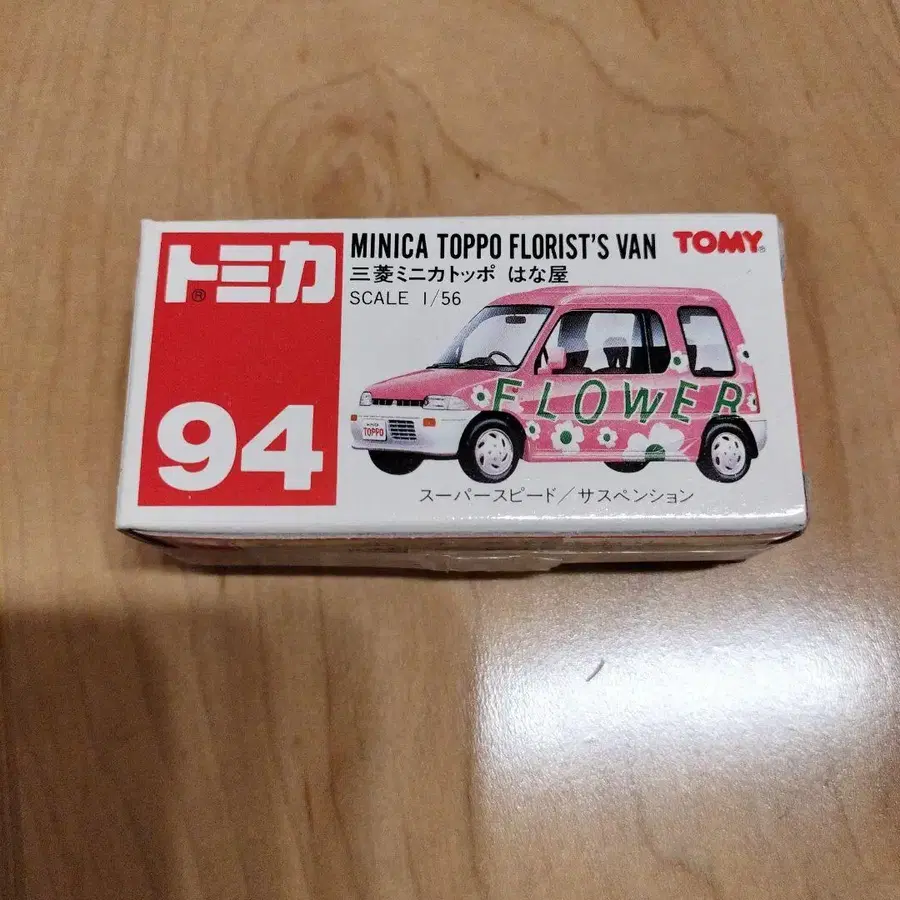 トミカ®
94
MINICA TOPPO FLORIST'S VAN
TOMY®
三菱ミニカトッポ はな屋
SCALE 1/56
FLOWER
TOPPO
スーパースピード/サスペンション